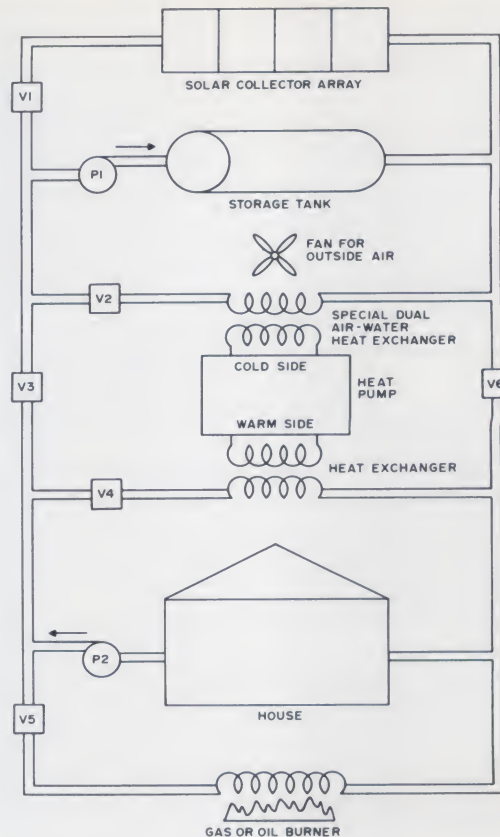 SOLAR COLLECTOR ARRAY
V1
P1
STORAGE TANK
FAN FOR
OUTSIDE AIR
V2
SPECIAL DUAL
AIR-WATER
HEAT EXCHANGER
COLD SIDE
HEAT
PUMP
V3
V6
WARM SIDE
HEAT EXCHANGER
V4
P2
V5
HOUSE
GAS OR OIL BURNER